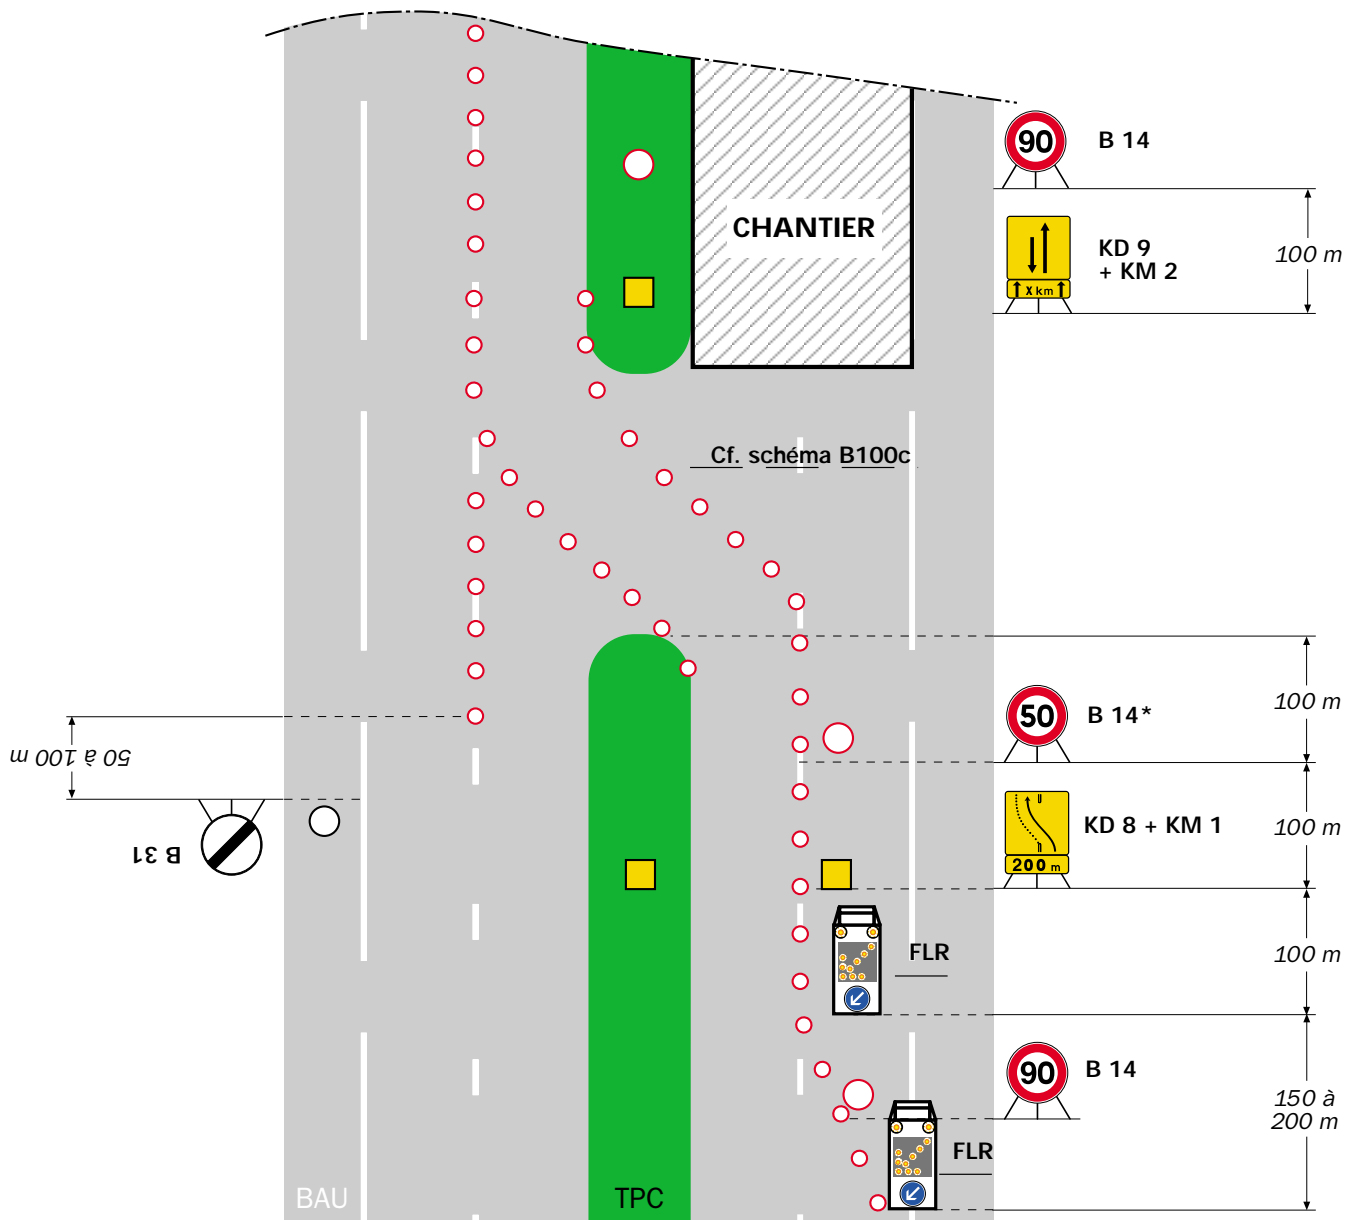 90
B 14
CHANTIER
KD 9
+ KM 2
100 m
X km
Cf. schéma B100c
100 m
50
B 14*
50 à 100 m
B 31
KD 8 + KM 1
100 m
200 m
FLR
100 m
90
B 14
150 à
200 m
FLR
BAU
TPC